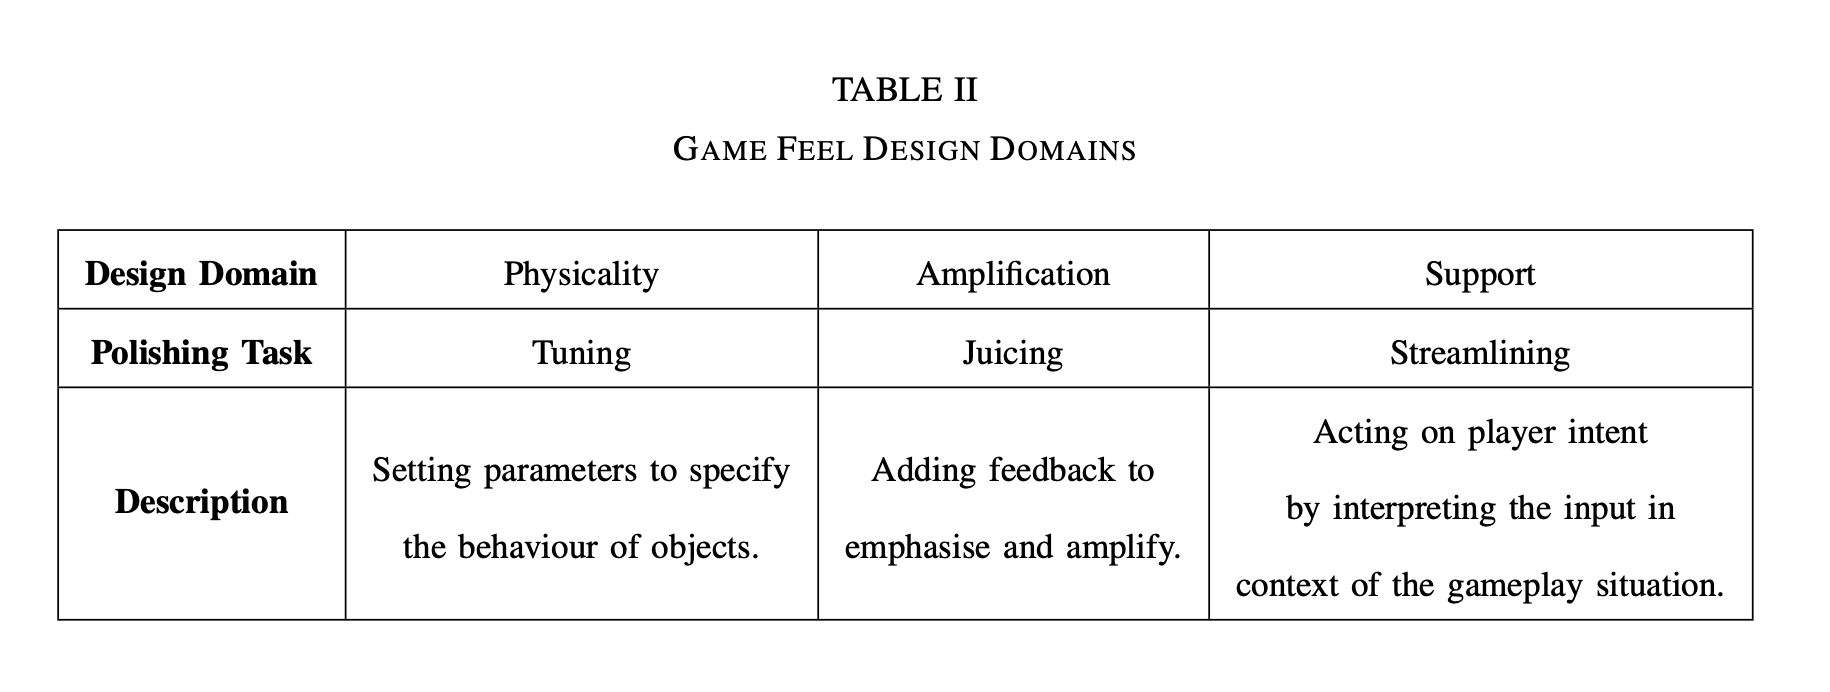 TABLE II
GAME FEEL DESIGN DOMAINS
Design Domain Physicality Amplification Support
Polishing Task Tuning Juicing Streamlining
Description
Setting parameters to specify
the behaviour of objects.
Adding feedback to
emphasise and amplify.
Acting on player intent
by interpreting the input in
context of the gameplay situation.